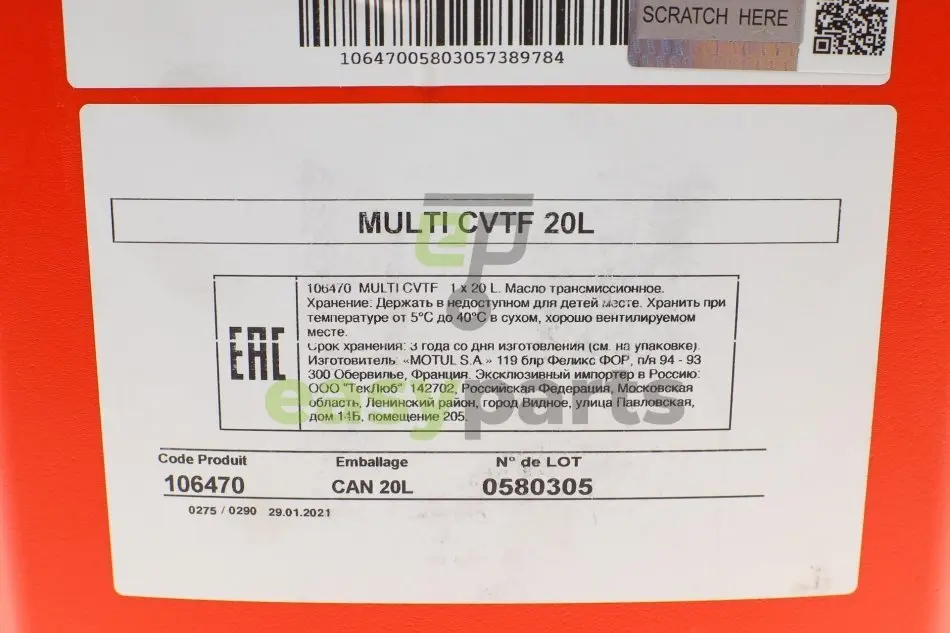 SCRATCH HERE
10647005803057389784
MULTI CVTF 20L
106470 MULTI CVTF 1 x 20 L. Масло трансмиссионное.
Хранение: Держать в недоступном для детей месте. Хранить при
температуре от 5°C до 40°C в сухом, хорошо вентилируемом
месте.
Срок хранения: 3 года со дня изготовления (см. на упаковке).
Изготовитель: «MOTUL S.A.» 119 блр Феликс ФОР, п/я 94 - 93
300 Обервилье, Франция. Эксклюзивный импортер в Россию:
ООО "ТекЛюб" 142702, Российская Федерация, Московская
область, Ленинский район, город Видное, улица Павловская,
дом 14Б, помещение 205.
EAC
ep
easyparts
Code Produit Emballage N° de LOT
106470 CAN 20L 0580305
0275 / 0290 29.01.2021